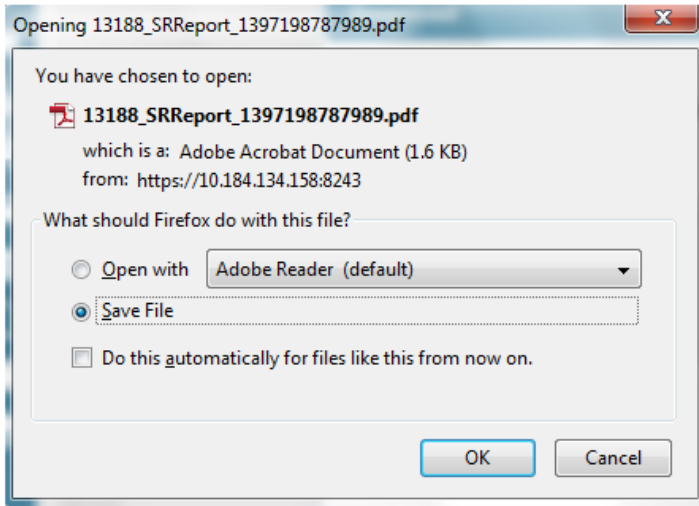 Opening 13188_SRReport_1397198787989.pdf
You have chosen to open:
13188_SRReport_1397198787989.pdf
which is a: Adobe Acrobat Document (1.6 KB)
from: https://10.184.134.158:8243
What should Firefox do with this file?
Open with Adobe Reader (default)
Save File
Do this automatically for files like this from now on.
OK Cancel